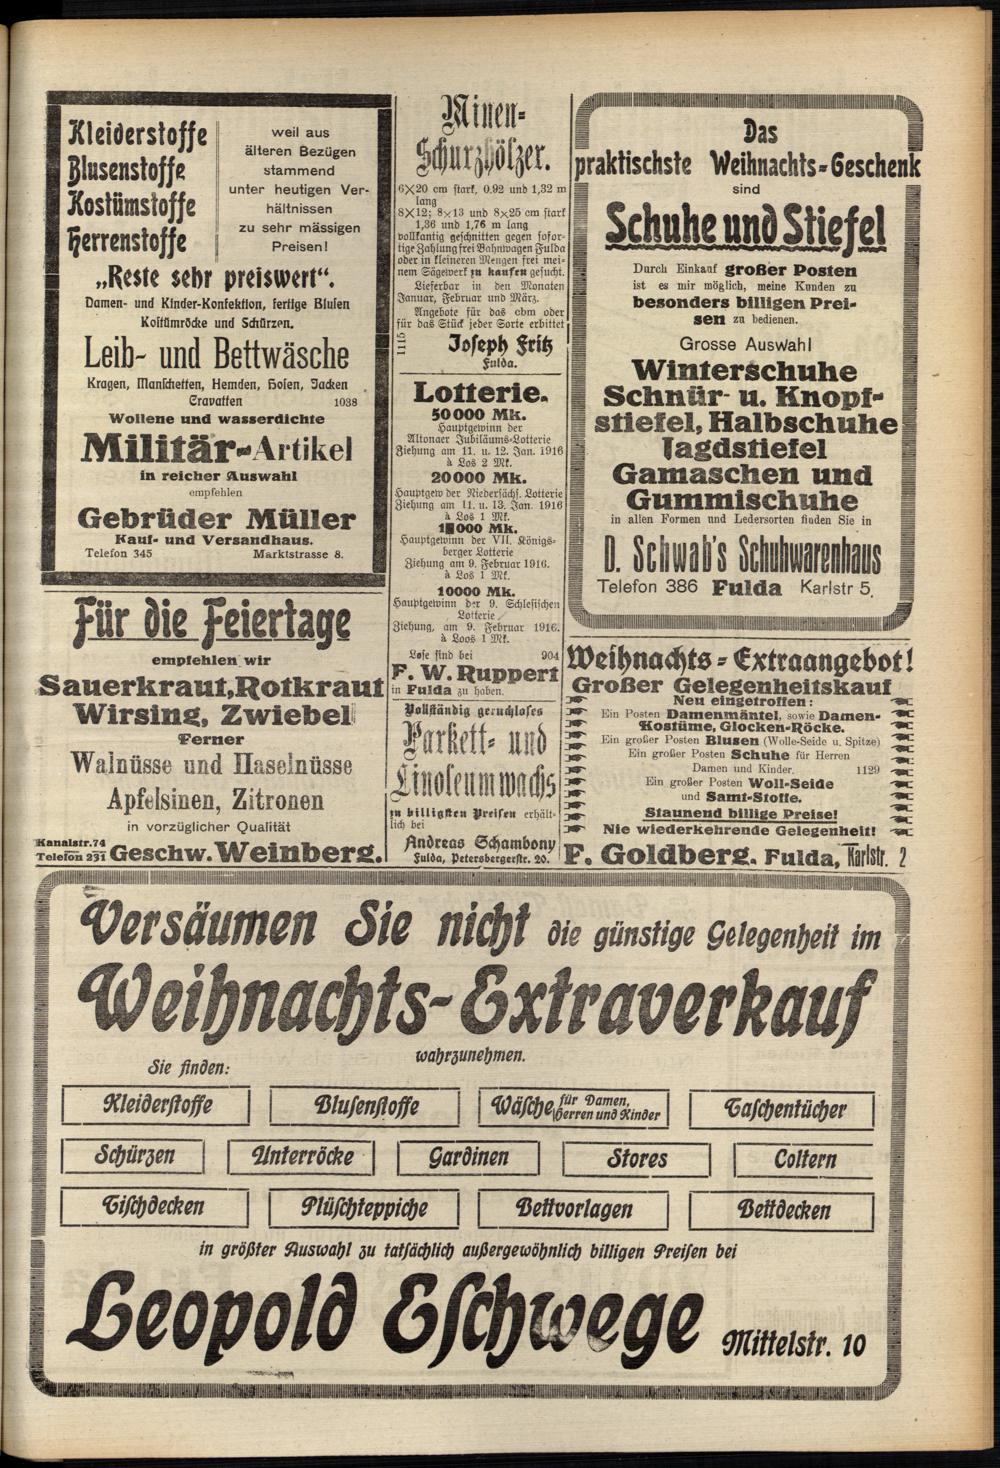 Kleiderstoffe
Blusenstoffe
Kostümstoffe
Herrenstoffe
weil aus
älteren Bezügen
stammend
unter heutigen Ver-
hältnissen
zu sehr mässigen
Preisen!
„Reste sehr preiswert“.
Damen- und Kinder-Konfektion, fertige Blusen
Kostümröcke und Schürzen.
Leib- und Bettwäsche
Kragen, Manschetten, Hemden, Hosen, Jacken
Cravatten 1038
Wollene und wasserdichte
Militär-Artikel
in reicher Auswahl
empfehlen
Gebrüder Müller
Kauf- und Versandhaus.
Telefon 345 Marktstrasse 8.
Für die Feiertage
empfehlen wir
Sauerkraut, Rotkraut
Wirsing, Zwiebel
Ferner
Walnüsse und Haselnüsse
Apfelsinen, Zitronen
in vorzüglicher Qualität
Kanalstr. 74
Telefon 231 Geschw. Weinberg.
Minen-
Schurzhölzer.
6×20 cm stark, 0.92 und 1,32 m
lang
8×12; 8×13 und 8×25 cm stark
1,36 und 1,76 m lang
vollkantig geschnitten gegen sofor-
tige Zahlung frei Bahnwagen Fulda
oder in kleineren Mengen frei mei-
nem Sägewerk zu kaufen gesucht.
Lieferbar in den Monaten
Januar, Februar und März.
Angebote für das cbm oder
für das Stück jeder Sorte erbittet
1115 Joseph Fritz
Fulda.
Lotterie.
50000 Mk.
Hauptgewinn der
Altonaer Jubiläums-Lotterie
Ziehung am 11. u. 12. Jan. 1916
à Los 2 Mk.
20000 Mk.
Hauptgew der Niedersächs. Lotterie
Ziehung am 11. u. 13. Jan. 1916
à Los 1 Mk.
000 Mk.
Hauptgewinn der VII. Königs-
berger Lotterie
Ziehung am 9. Februar 1916.
à Los 1 Mk.
10000 Mk.
Hauptgewinn der 9. Schlesischen
Lotterie
Ziehung, am 9. Februar 1916.
à Loos 1 Mk.
Lose sind bei 904
F. W. Ruppert
in Fulda zu haben.
Vollständig geruchloses
Parkett- und
Linoleumwachs
zu billigsten Preisen erhält-
lich bei
Andreas Schambony
Fulda, Petersbergerstr. 20.
Das
praktischste Weihnachts-Geschenk
sind
Schuhe und Stiefel
Durch Einkauf großer Posten
ist es mir möglich, meine Kunden zu
besonders billigen Prei-
sen zu bedienen.
Grosse Auswahl
Winterschuhe
Schnür- u. Knopf-
stiefel, Halbschuhe
Jagdstiefel
Gamaschen und
Gummischuhe
in allen Formen und Ledersorten finden Sie in
D. Schwab's Schuhwarenhaus
Telefon 386 Fulda Karlstr 5.
Weihnachts-Extraangebot!
Großer Gelegenheitskauf
Neu eingetroffen:
Ein Posten Damenmäntel, sowie Damen-
Kostüme, Glocken-Röcke.
Ein großer Posten Blusen (Wolle-Seide u. Spitze)
Ein großer Posten Schuhe für Herren
Damen und Kinder. 1129
Ein großer Posten Woll-Seide
und Samt-Stoffe.
Staunend billige Preise!
Nie wiederkehrende Gelegenheit!
F. Goldberg, Fulda, Karlstr. 2
Versäumen Sie nicht die günstige Gelegenheit im
Weihnachts-Extraverkauf
wahrzunehmen.
Sie finden:
Kleiderstoffe Blusenstoffe Wäsche für Damen, Herren und Kinder Taschentücher
Schürzen Unterröcke Gardinen Stores Coltern
Tischdecken Plüschteppiche Bettvorlagen Bettdecken
in größter Auswahl zu tatsächlich außergewöhnlich billigen Preisen bei
Leopold Eschwege Mittelstr. 10